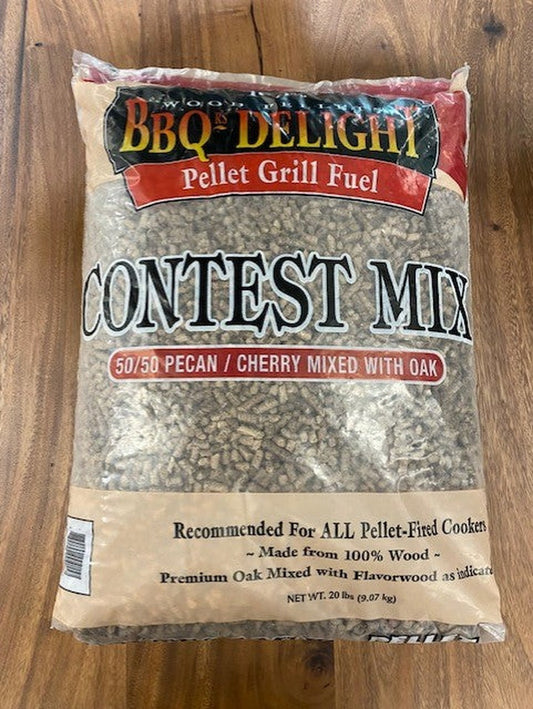 WOOD PELLETS
BBQR'S DELIGHT
Pellet Grill Fuel
CONTEST MIX
50/50 PECAN / CHERRY MIXED WITH OAK
Recommended For ALL Pellet-Fired Cookers
~ Made from 100% Wood ~
Premium Oak Mixed with Flavorwood as indicat
NET WT. 20 lbs (9.07 kg)